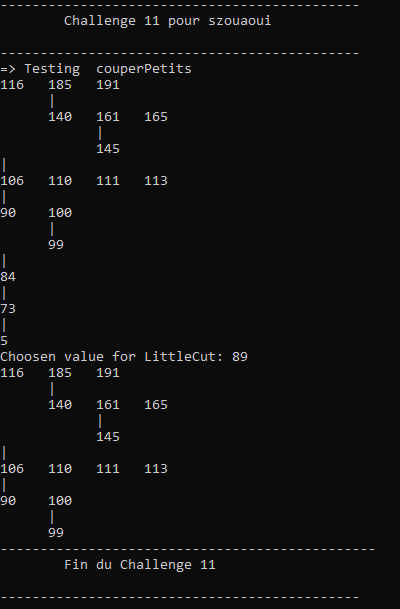 ---------------------------------------------
        Challenge 11 pour szouaoui

---------------------------------------------
=> Testing  couperPetits
116   185   191
      |
      140   161   165
            |
            145
|
106   110   111   113
|
90    100
      |
      99
|
84
|
73
|
5
Choosen value for LittleCut: 89
116   185   191
      |
      140   161   165
            |
            145
|
106   110   111   113
|
90    100
      |
      99
-----------------------------------------------
        Fin du Challenge 11

---------------------------------------------